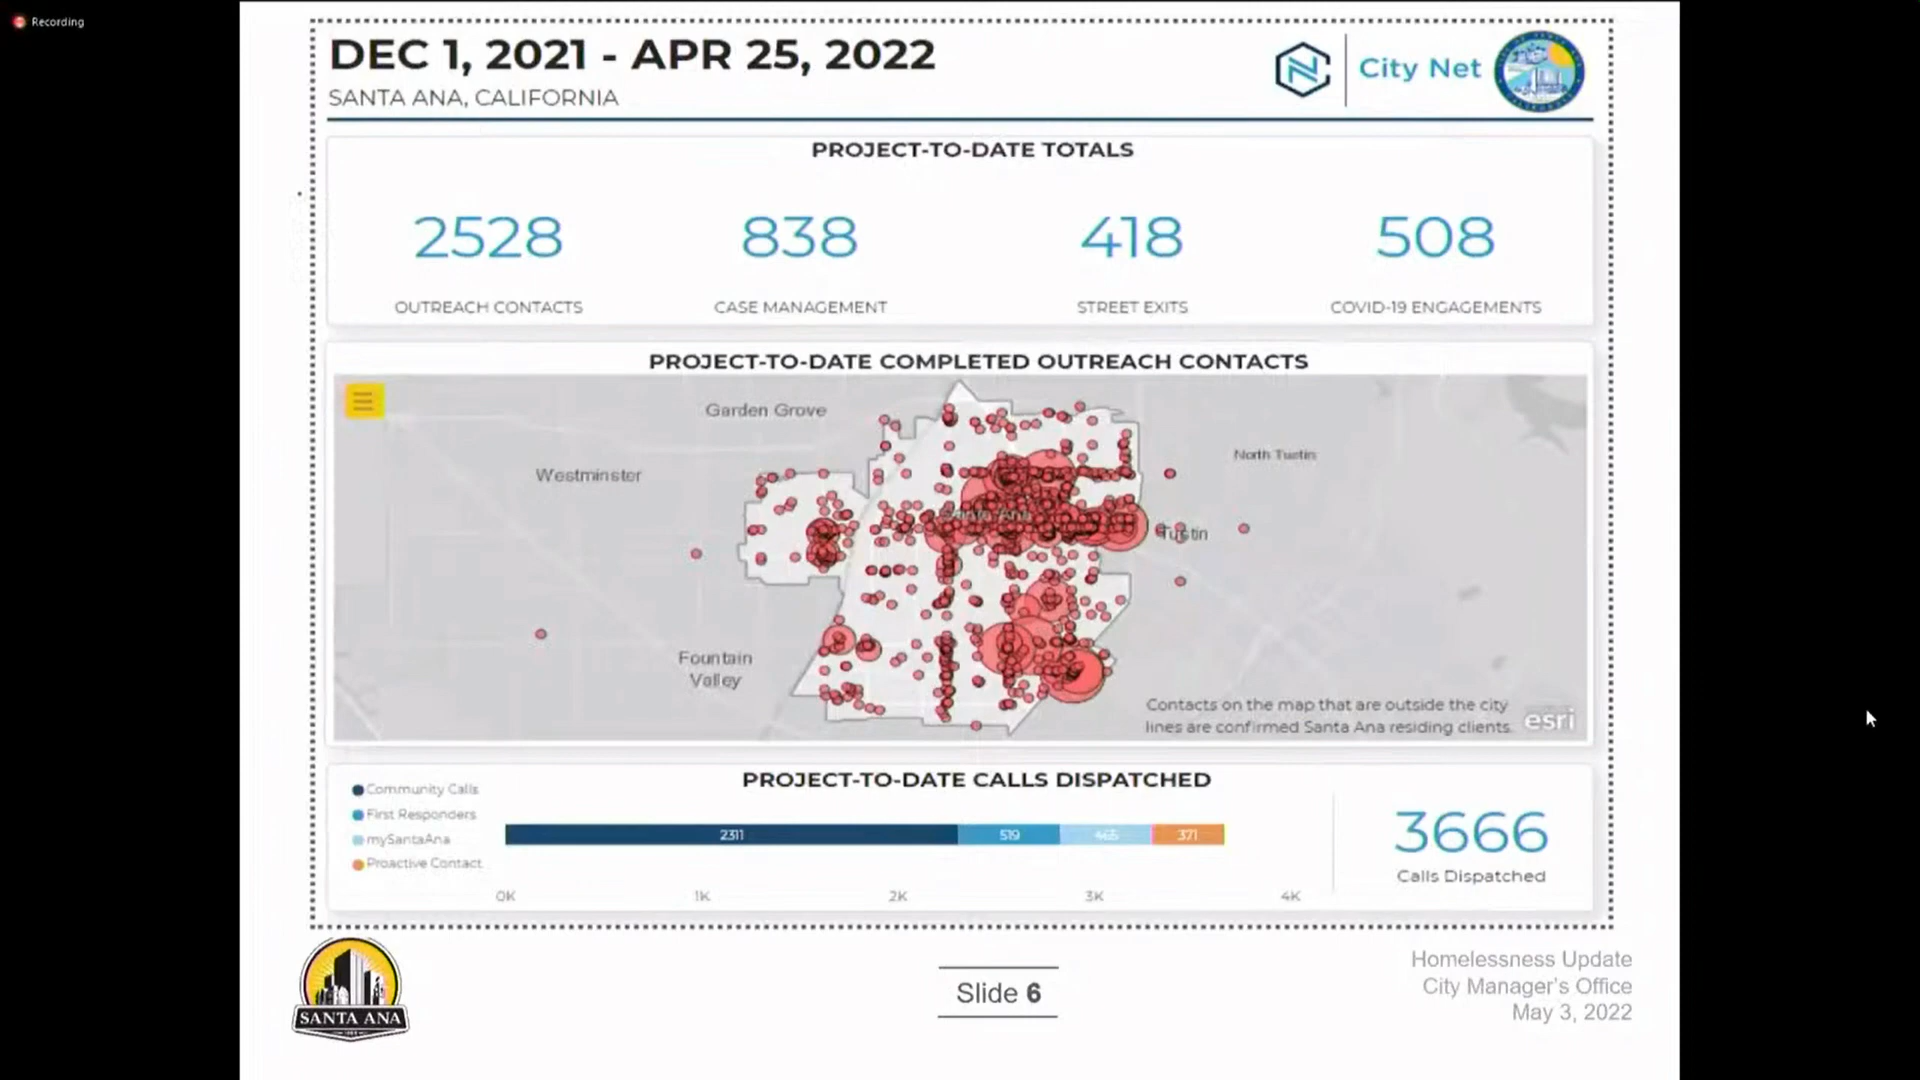 Recording
DEC 1, 2021 - APR 25, 2022
SANTA ANA, CALIFORNIA
City Net
PROJECT-TO-DATE TOTALS
2528
838
418
508
OUTREACH CONTACTS
CASE MANAGEMENT
STREET EXITS
COVID-19 ENGAGEMENTS
PROJECT-TO-DATE COMPLETED OUTREACH CONTACTS
Garden Grove
Westminster
North Tustin
Santa Ana
Tustin
Fountain
Valley
Contacts on the map that are outside the city
lines are confirmed Santa Ana residing clients.
esri
PROJECT-TO-DATE CALLS DISPATCHED
Community Calls
First Responders
mySantaAna
Proactive Contact
2311
519
465
371
0K
1K
2K
3K
4K
3666
Calls Dispatched
SANTA ANA
Slide 6
Homelessness Update
City Manager's Office
May 3, 2022